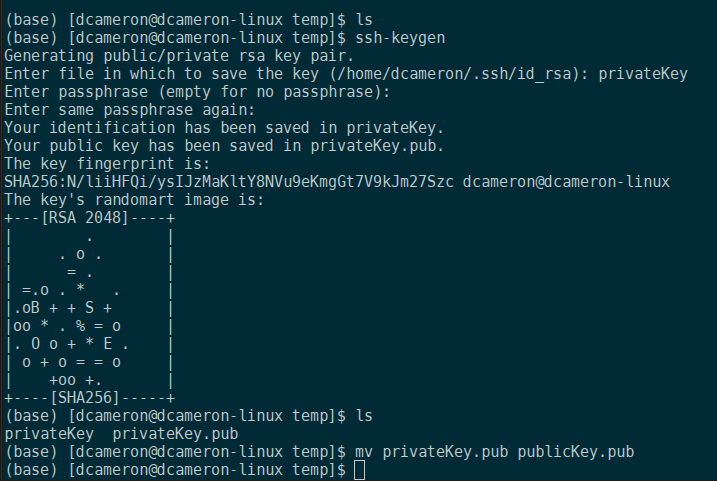 (base) [dcameron@dcameron-linux temp]$ ls
(base) [dcameron@dcameron-linux temp]$ ssh-keygen
Generating public/private rsa key pair.
Enter file in which to save the key (/home/dcameron/.ssh/id_rsa): privateKey
Enter passphrase (empty for no passphrase):
Enter same passphrase again:
Your identification has been saved in privateKey.
Your public key has been saved in privateKey.pub.
The key fingerprint is:
SHA256:N/liiHFQi/ysIJzMaKltY8NVu9eKmgGt7V9kJm27Szc dcameron@dcameron-linux
The key's randomart image is:
+---[RSA 2048]----+
|        .        |
|     . o .       |
|      = .        |
| =.o . *   .     |
|.oB + + S +      |
|oo * . % = o     |
|. O o + * E .    |
| o + o = = o     |
|    +oo +.       |
+----[SHA256]-----+
(base) [dcameron@dcameron-linux temp]$ ls
privateKey  privateKey.pub
(base) [dcameron@dcameron-linux temp]$ mv privateKey.pub publicKey.pub
(base) [dcameron@dcameron-linux temp]$